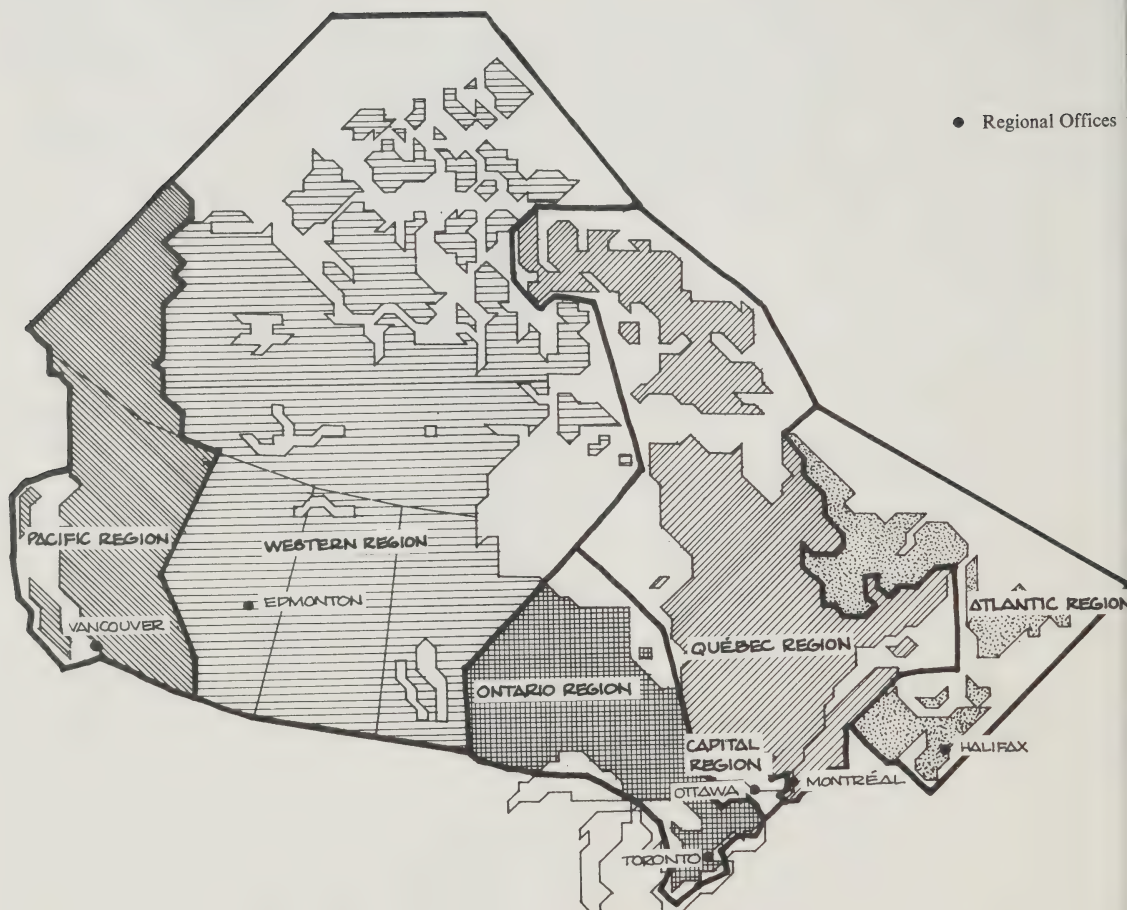 ● Regional Offices
PACIFIC REGION
WESTERN REGION
EDMONTON
VANCOUVER
ATLANTIC REGION
QUÉBEC REGION
ONTARIO REGION
CAPITAL
REGION
HALIFAX
MONTRÉAL
OTTAWA
TORONTO